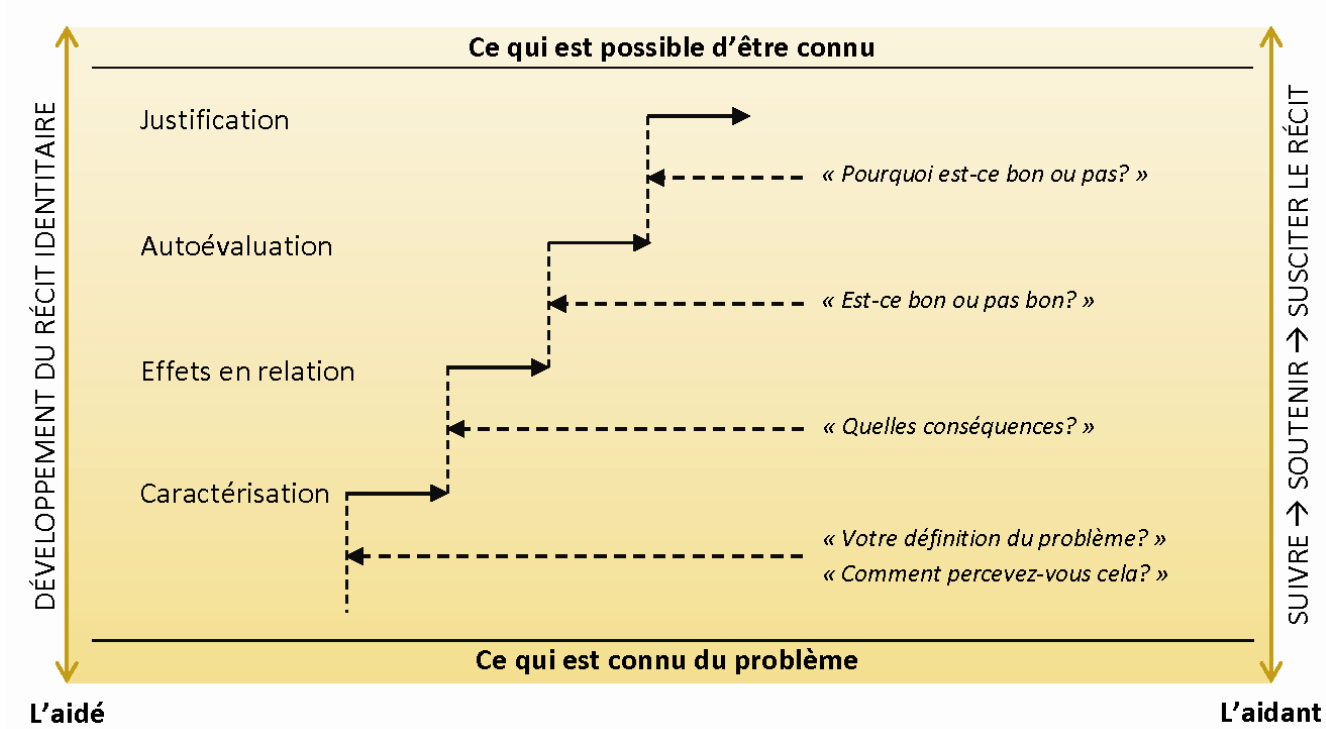 Ce qui est possible d'être connu
Justification
« Pourquoi est-ce bon ou pas? »
Autoévaluation
« Est-ce bon ou pas bon? »
Effets en relation
« Quelles conséquences? »
Caractérisation
« Votre définition du problème? »
« Comment percevez-vous cela? »
Ce qui est connu du problème
DÉVELOPPEMENT DU RÉCIT IDENTITAIRE
SUIVRE → SOUTENIR → SUSCITER LE RÉCIT
L'aidé
L'aidant